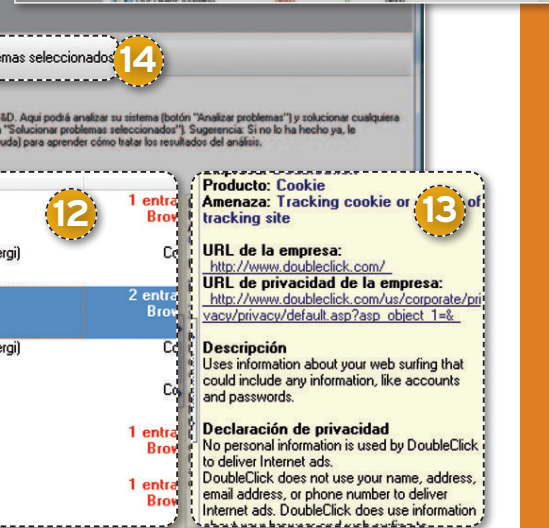 emas seleccionados
14
&D. Aquí podrá analizar su sistema (botón "Analizar problemas") y solucionar cualquiera
"Solucionar problemas seleccionados"). Sugerencia: Si no lo ha hecho ya, le
uda) para aprender cómo tratar los resultados del análisis.
12
1 entra
Brow
ergi)
Co
2 entra
Brow
ergi)
Co
Co
1 entra
Brow
1 entra
Brow
13
Producto: Cookie
Amenaza: Tracking cookie or of
tracking site
URL de la empresa:
http://www.doubleclick.com/
URL de privacidad de la empresa:
http://www.doubleclick.com/us/corporate/pri
vacy/privacy/default.asp?asp_object_1=&
Descripción
Uses information about your web surfing that
could include any information, like accounts
and passwords.
Declaración de privacidad
No personal information is used by DoubleClick
to deliver Internet ads.
DoubleClick does not use your name, address,
email address, or phone number to deliver
Internet ads. DoubleClick does use information